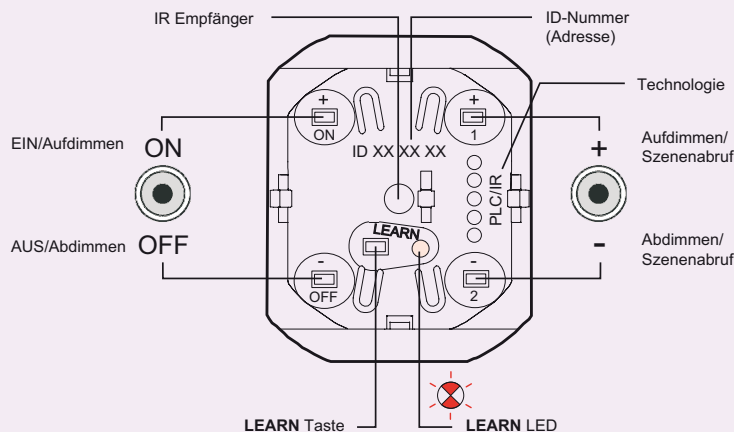 IR Empfänger
ID-Nummer
(Adresse)
Technologie
EIN/Aufdimmen
ON
AUS/Abdimmen
OFF
+
ON
+
1
ID XX XX XX
PLC/IR
LEARN
-
OFF
-
2
+
Aufdimmen/
Szenenabruf
-
Abdimmen/
Szenenabruf
LEARN Taste
LEARN LED